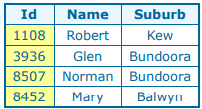 Id Name Suburb
1108 Robert Kew
3936 Glen Bundoora
8507 Norman Bundoora
8452 Mary Balwyn